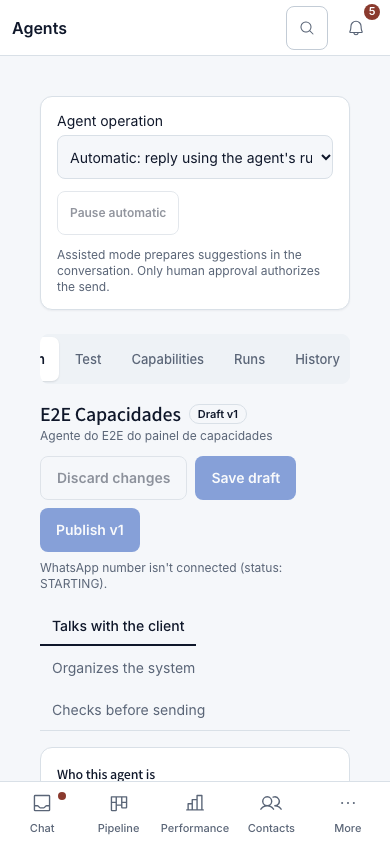 Agents
5
Agent operation
Automatic: reply using the agent's ru
Pause automatic
Assisted mode prepares suggestions in the
conversation. Only human approval authorizes
the send.
Test Capabilities Runs History
E2E Capacidades Draft v1
Agente do E2E do painel de capacidades
Discard changes Save draft
Publish v1
WhatsApp number isn't connected (status:
STARTING).
Talks with the client
Organizes the system
Checks before sending
Who this agent is
Chat Pipeline Performance Contacts More